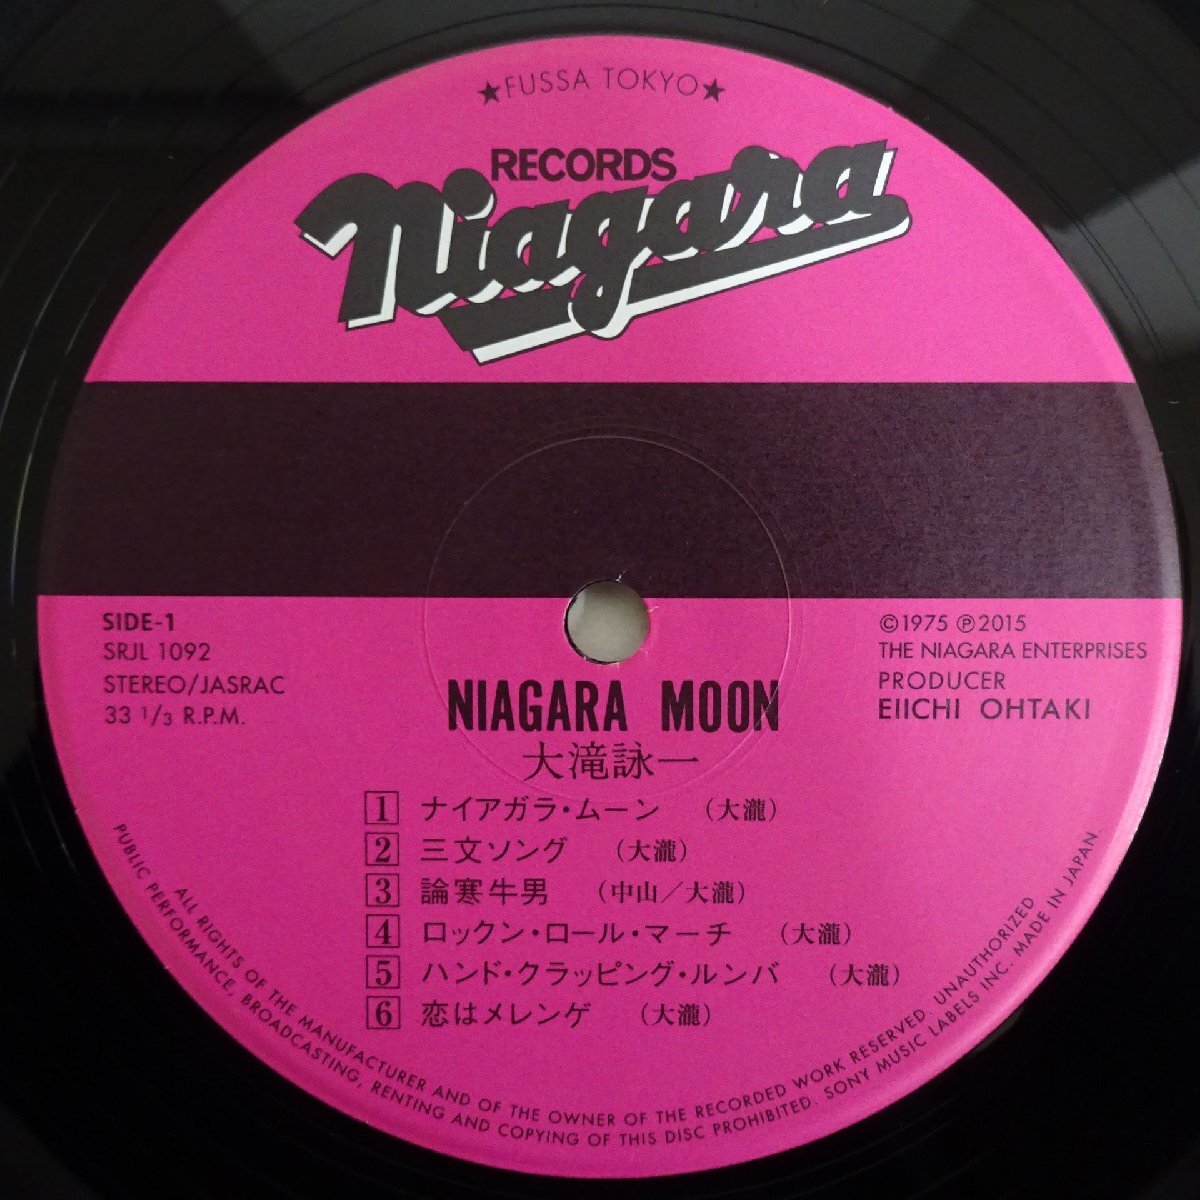 ★FUSSA TOKYO★
RECORDS
Niagara
SIDE-1
SRJL 1092
STEREO/JASRAC
33 1/3 R.P.M.
©1975 ℗2015
THE NIAGARA ENTERPRISES
PRODUCER
EIICHI OHTAKI
NIAGARA MOON
大滝詠一
1 ナイアガラ・ムーン （大瀧）
2 三文ソング （大瀧）
3 論寒牛男 （中山／大瀧）
4 ロックン・ロール・マーチ （大瀧）
5 ハンド・クラッピング・ルンバ （大瀧）
6 恋はメレンゲ （大瀧）
ALL RIGHTS OF THE MANUFACTURER AND OF THE OWNER OF THE RECORDED WORK RESERVED. UNAUTHORIZED
PUBLIC PERFORMANCE, BROADCASTING, RENTING AND COPYING OF THIS DISC PROHIBITED. SONY MUSIC LABELS INC. MADE IN JAPAN.